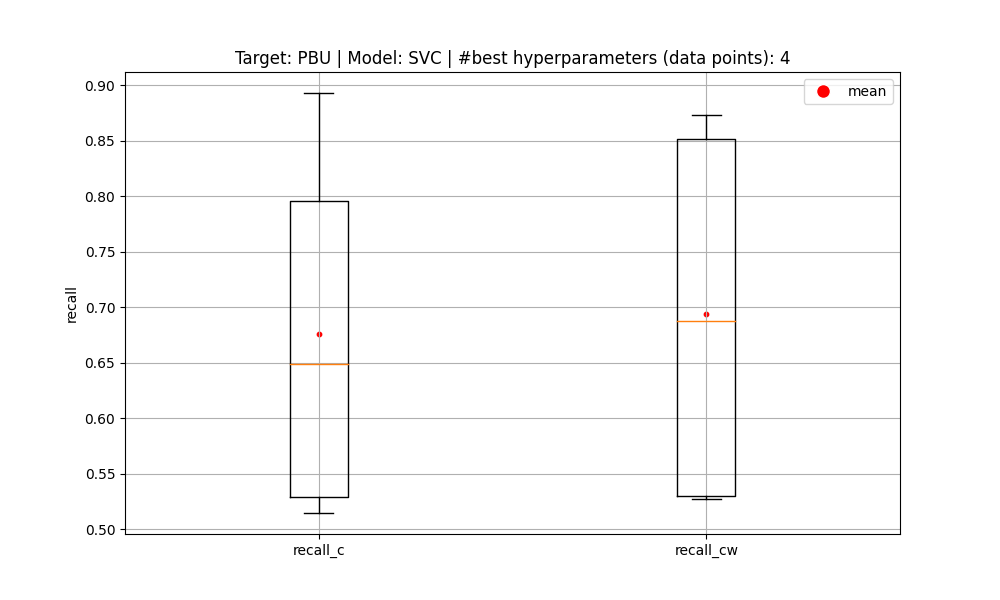 Target: PBU | Model: SVC | #best hyperparameters (data points): 4
mean
0.90
0.85
0.80
0.75
0.70
0.65
0.60
0.55
0.50
recall
recall_c
recall_cw